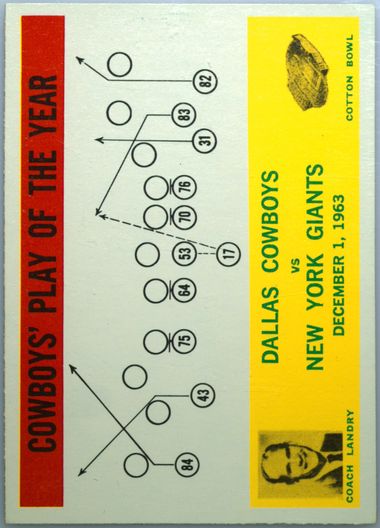 COWBOYS' PLAY OF THE YEAR
84
43
75
64
53
17
70
76
31
83
82
DALLAS COWBOYS
vs
NEW YORK GIANTS
DECEMBER 1, 1963
COACH LANDRY
COTTON BOWL